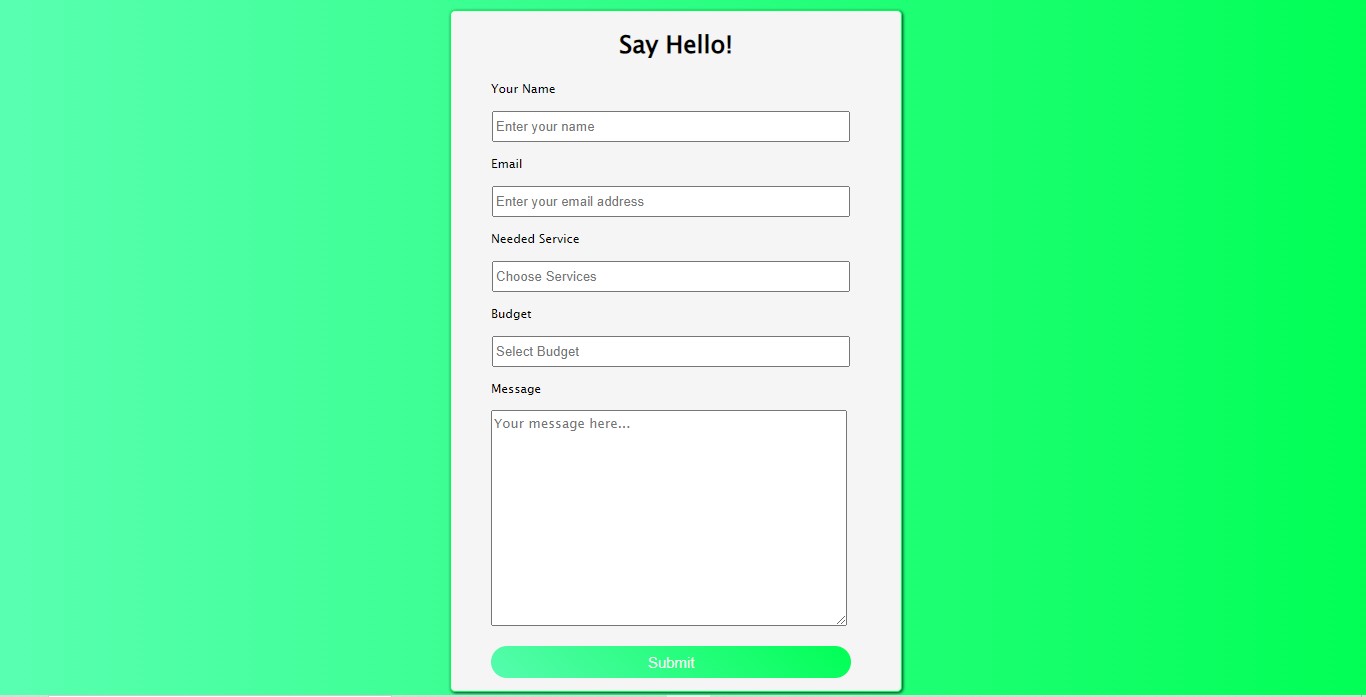 Say Hello!
Your Name
Enter your name
Email
Enter your email address
Needed Service
Choose Services
Budget
Select Budget
Message
Your message here...
Submit